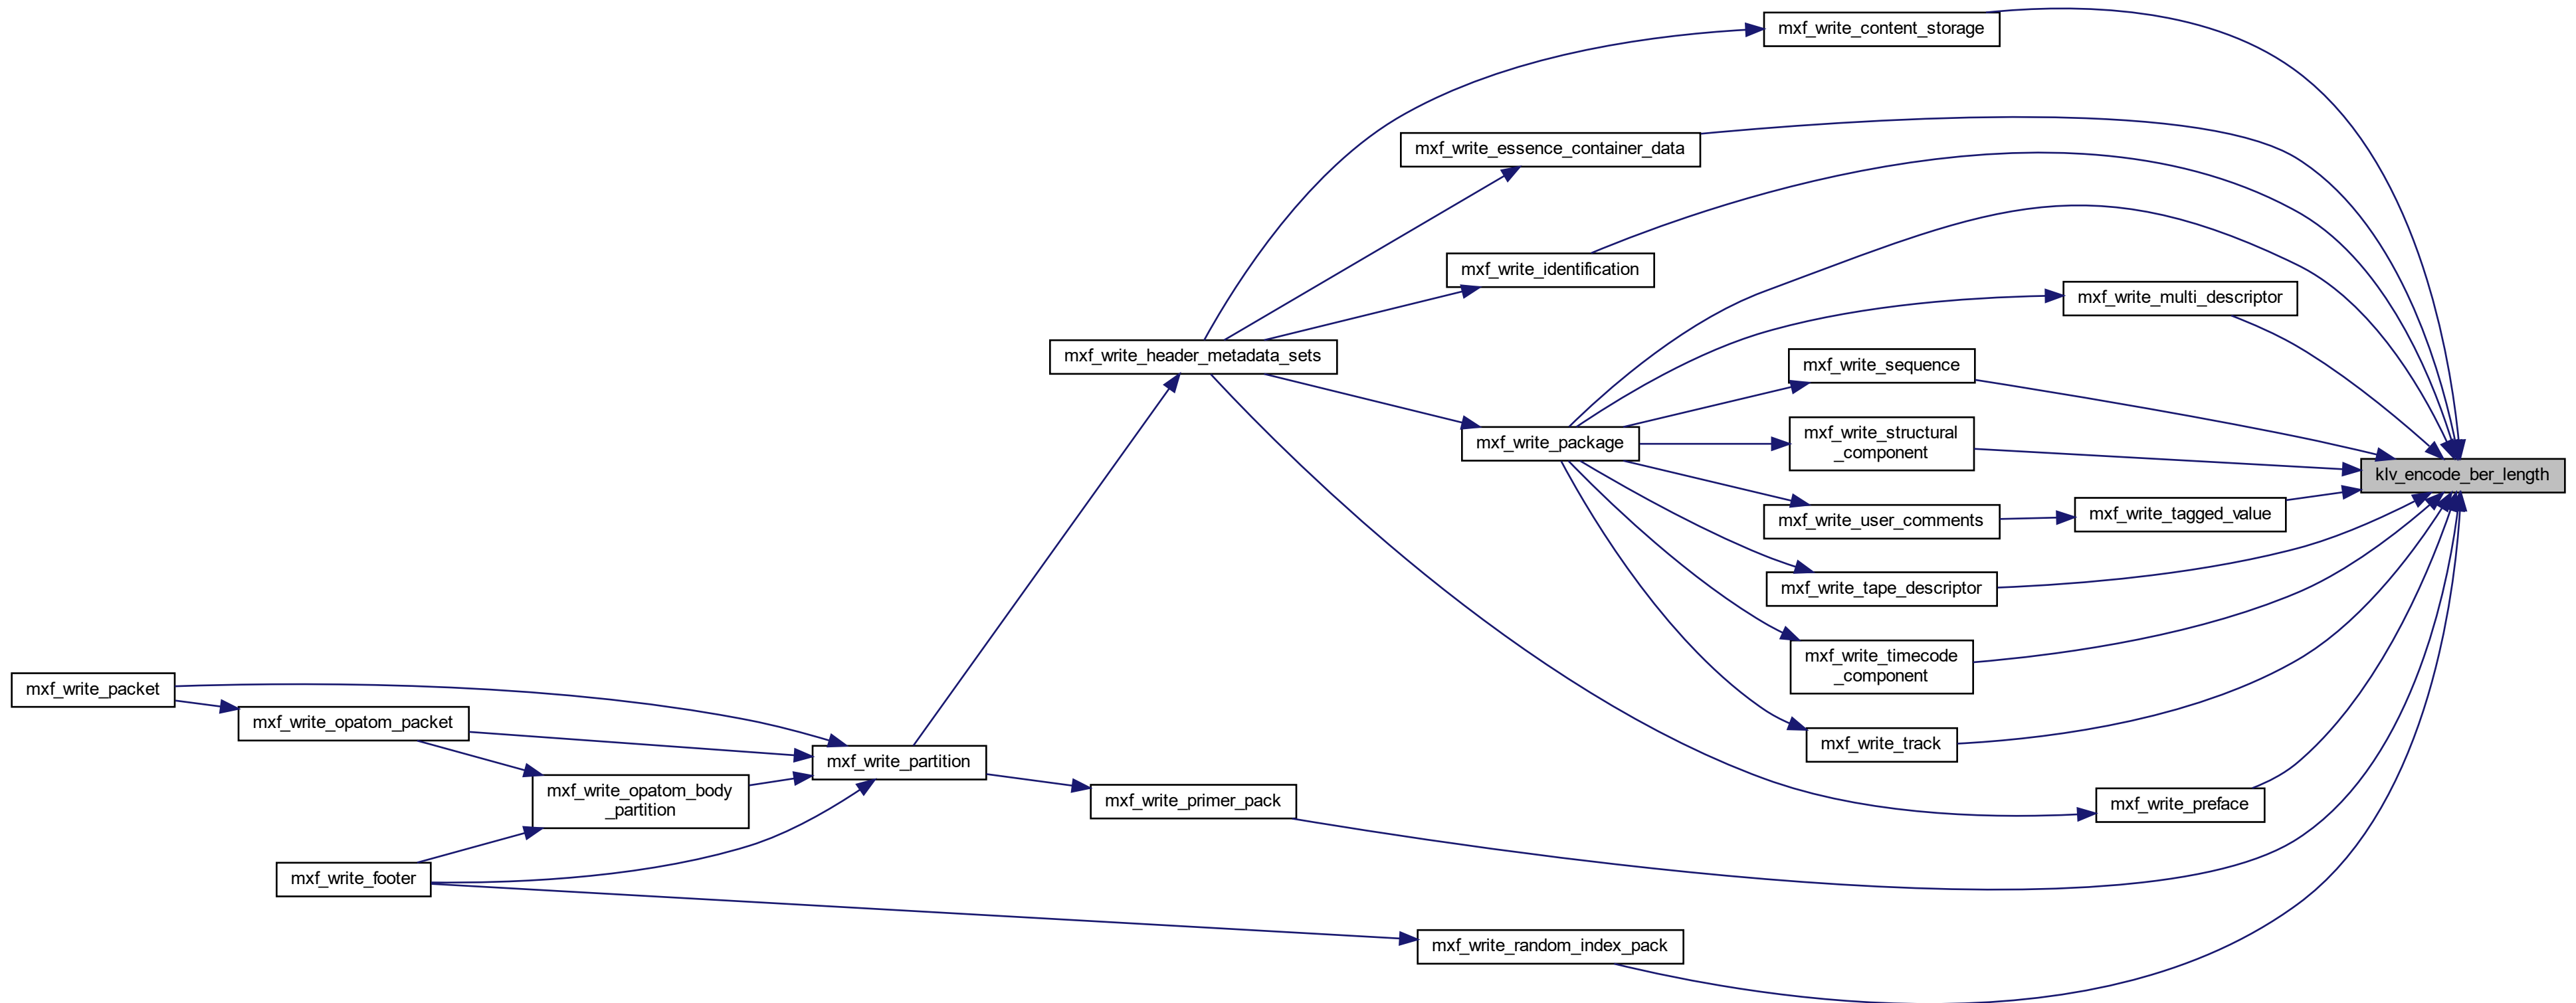 mxf_write_content_storage
mxf_write_essence_container_data
mxf_write_identification
mxf_write_multi_descriptor
mxf_write_header_metadata_sets
mxf_write_sequence
mxf_write_package
mxf_write_structural
_component
klv_encode_ber_length
mxf_write_user_comments
mxf_write_tagged_value
mxf_write_tape_descriptor
mxf_write_timecode
_component
mxf_write_packet
mxf_write_opatom_packet
mxf_write_track
mxf_write_partition
mxf_write_opatom_body
_partition
mxf_write_primer_pack
mxf_write_preface
mxf_write_footer
mxf_write_random_index_pack